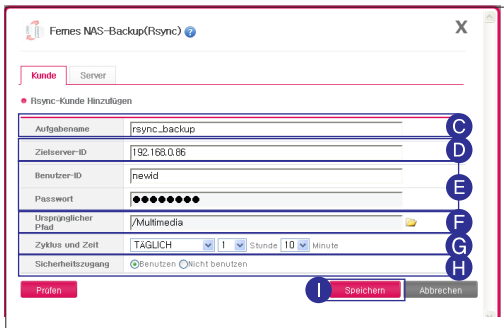 Fernes NAS-Backup(Rsync) ?
X
Kunde Server
Rsync-Kunde Hinzufügen
Aufgabename rsync_backup C
Zielserver-ID 192.168.0.86 D
Benutzer-ID newid
Passwort ●●●●●●●● E
Ursprünglicher Pfad /Multimedia F
Zyklus und Zeit TÄGLICH 1 Stunde 10 Minute G
Sicherheitszugang Benutzen Nicht benutzen H
Prüfen I Speichern Abbrechen